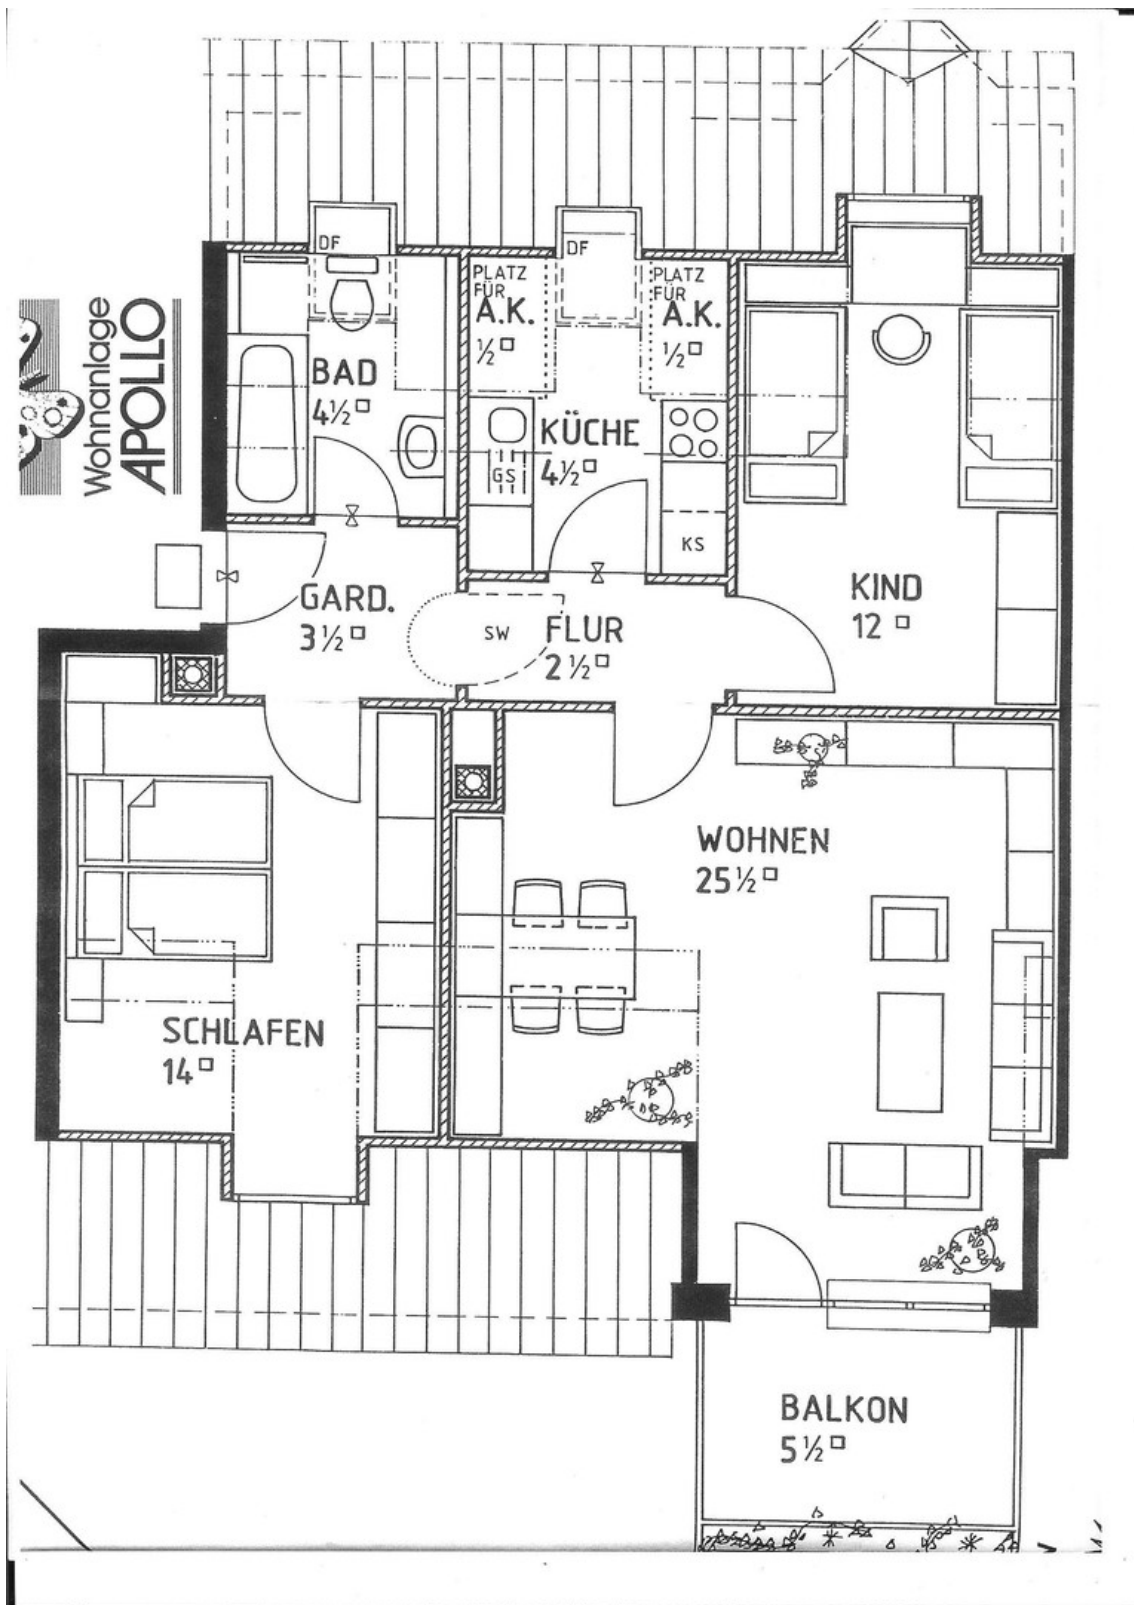 Wohnanlage
APOLLO
DF
DF
PLATZ
FÜR
A.K.
½□
PLATZ
FÜR
A.K.
½□
BAD
4½□
KÜCHE
4½□
GS
KS
KIND
12 □
GARD.
3½□
SW
FLUR
2½□
WOHNEN
25½□
SCHLAFEN
14□
BALKON
5½□